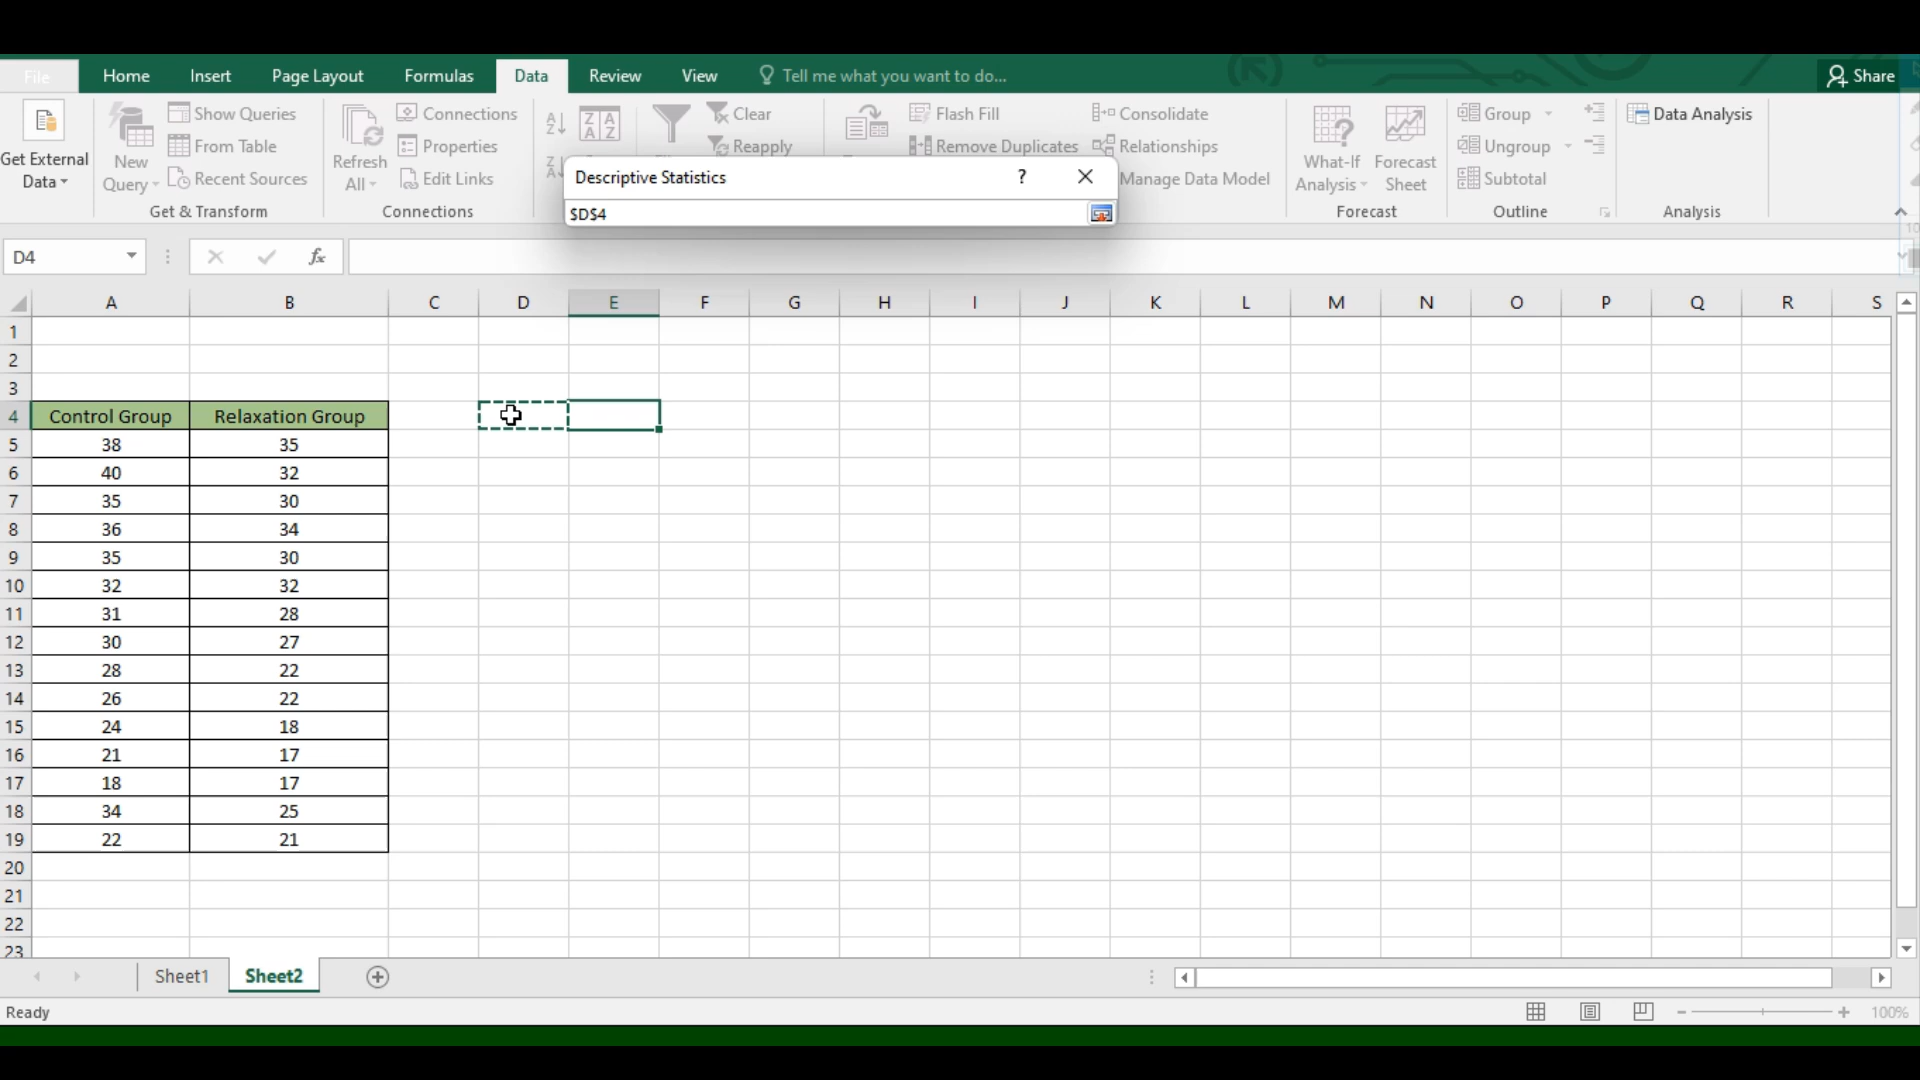 File Home Insert Page Layout Formulas Data Review View Tell me what you want to do... Share
Get External Data
New Query
Show Queries
From Table
Recent Sources
Get & Transform
Refresh All
Connections
Properties
Edit Links
Connections
Clear
Reapply
Flash Fill
Remove Duplicates
Consolidate
Relationships
Manage Data Model
What-If Analysis
Forecast Sheet
Forecast
Group
Ungroup
Subtotal
Outline
Data Analysis
Analysis
Descriptive Statistics ?
$D$4
D4 fx
A B C D E F G H I J K L M N O P Q R S
1
2
3
4 Control Group Relaxation Group
5 38 35
6 40 32
7 35 30
8 36 34
9 35 30
10 32 32
11 31 28
12 30 27
13 28 22
14 26 22
15 24 18
16 21 17
17 18 17
18 34 25
19 22 21
20
21
22
23
Sheet1 Sheet2
Ready 100%